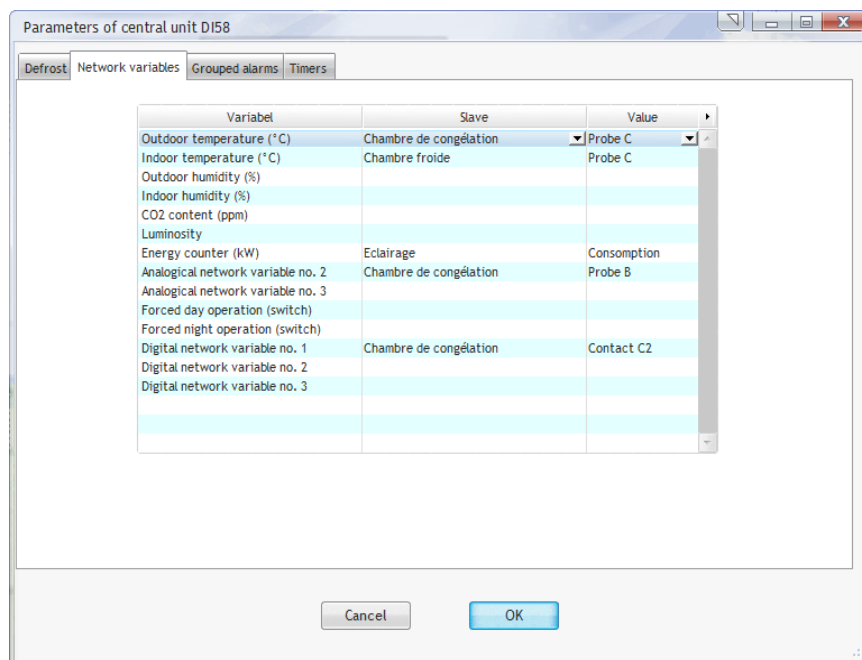 Parameters of central unit DI58
Defrost Network variables Grouped alarms Timers
Variabel Slave Value
Outdoor temperature (°C) Chambre de congélation Probe C
Indoor temperature (°C) Chambre froide Probe C
Outdoor humidity (%)
Indoor humidity (%)
CO2 content (ppm)
Luminosity
Energy counter (kW) Eclairage Consomption
Analogical network variable no. 2 Chambre de congélation Probe B
Analogical network variable no. 3
Forced day operation (switch)
Forced night operation (switch)
Digital network variable no. 1 Chambre de congélation Contact C2
Digital network variable no. 2
Digital network variable no. 3
Cancel OK